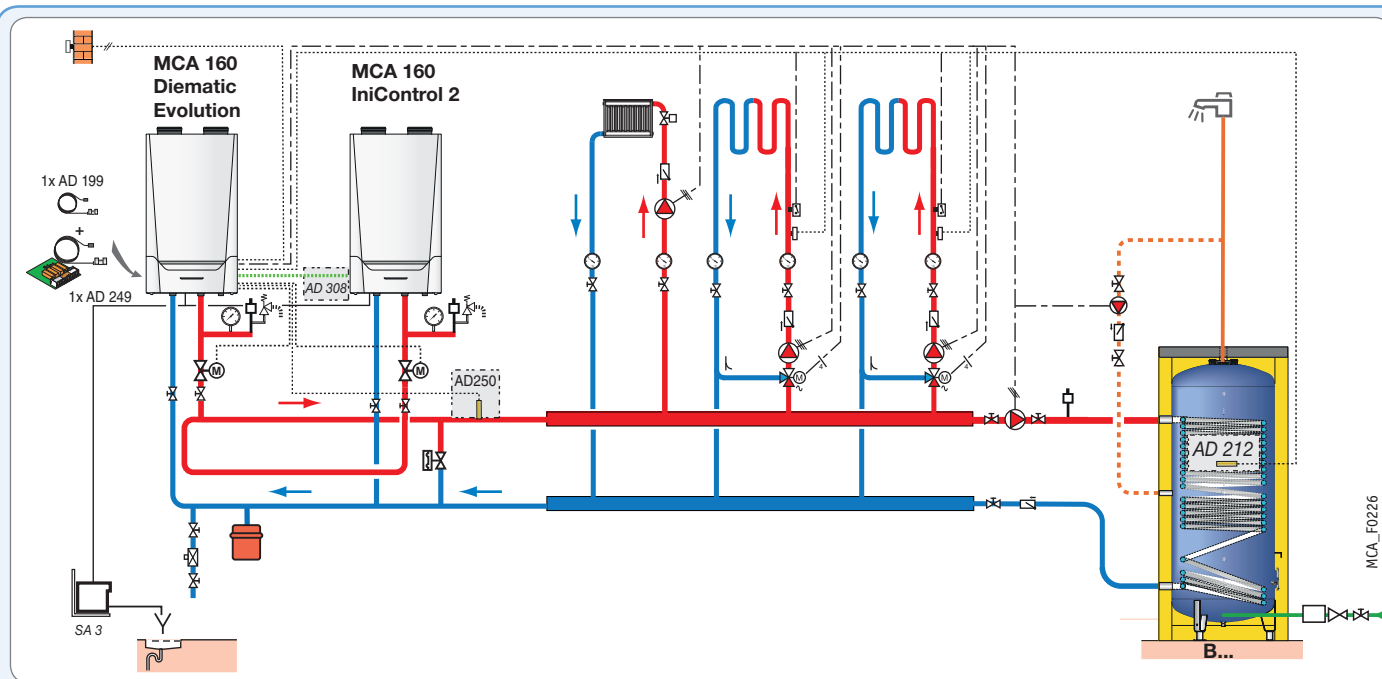 MCA 160
Diematic
Evolution
MCA 160
IniControl 2
1x AD 199
+
1x AD 249
AD 308
M
M
AD250
M
M
AD 212
SA 3
B...
MCA_F0226